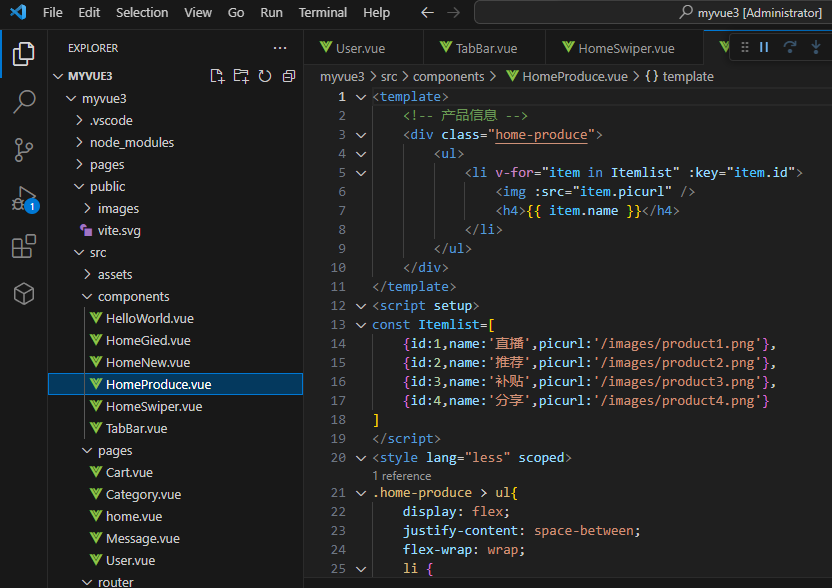 File Edit Selection View Go Run Terminal Help
myvue3 [Administrator]
EXPLORER
MYVUE3
myvue3
.vscode
node_modules
pages
public
images
vite.svg
src
assets
components
HelloWorld.vue
HomeGied.vue
HomeNew.vue
HomeProduce.vue
HomeSwiper.vue
TabBar.vue
pages
Cart.vue
Category.vue
home.vue
Message.vue
User.vue
router
1
User.vue TabBar.vue HomeSwiper.vue
myvue3 > src > components > HomeProduce.vue > {} template
1 <template>
2 <!-- 产品信息 -->
3 <div class="home-produce">
4 <ul>
5 <li v-for="item in Itemlist" :key="item.id">
6 <img :src="item.picurl" />
7 <h4>{{ item.name }}</h4>
8 </li>
9 </ul>
10 </div>
11 </template>
12 <script setup>
13 const Itemlist=[
14 {id:1,name:'直播',picurl:'/images/product1.png'},
15 {id:2,name:'推荐',picurl:'/images/product2.png'},
16 {id:3,name:'补贴',picurl:'/images/product3.png'},
17 {id:4,name:'分享',picurl:'/images/product4.png'}
18 ]
19 </script>
20 <style lang="less" scoped>
1 reference
21 .home-produce > ul{
22 display: flex;
23 justify-content: space-between;
24 flex-wrap: wrap;
25 li {